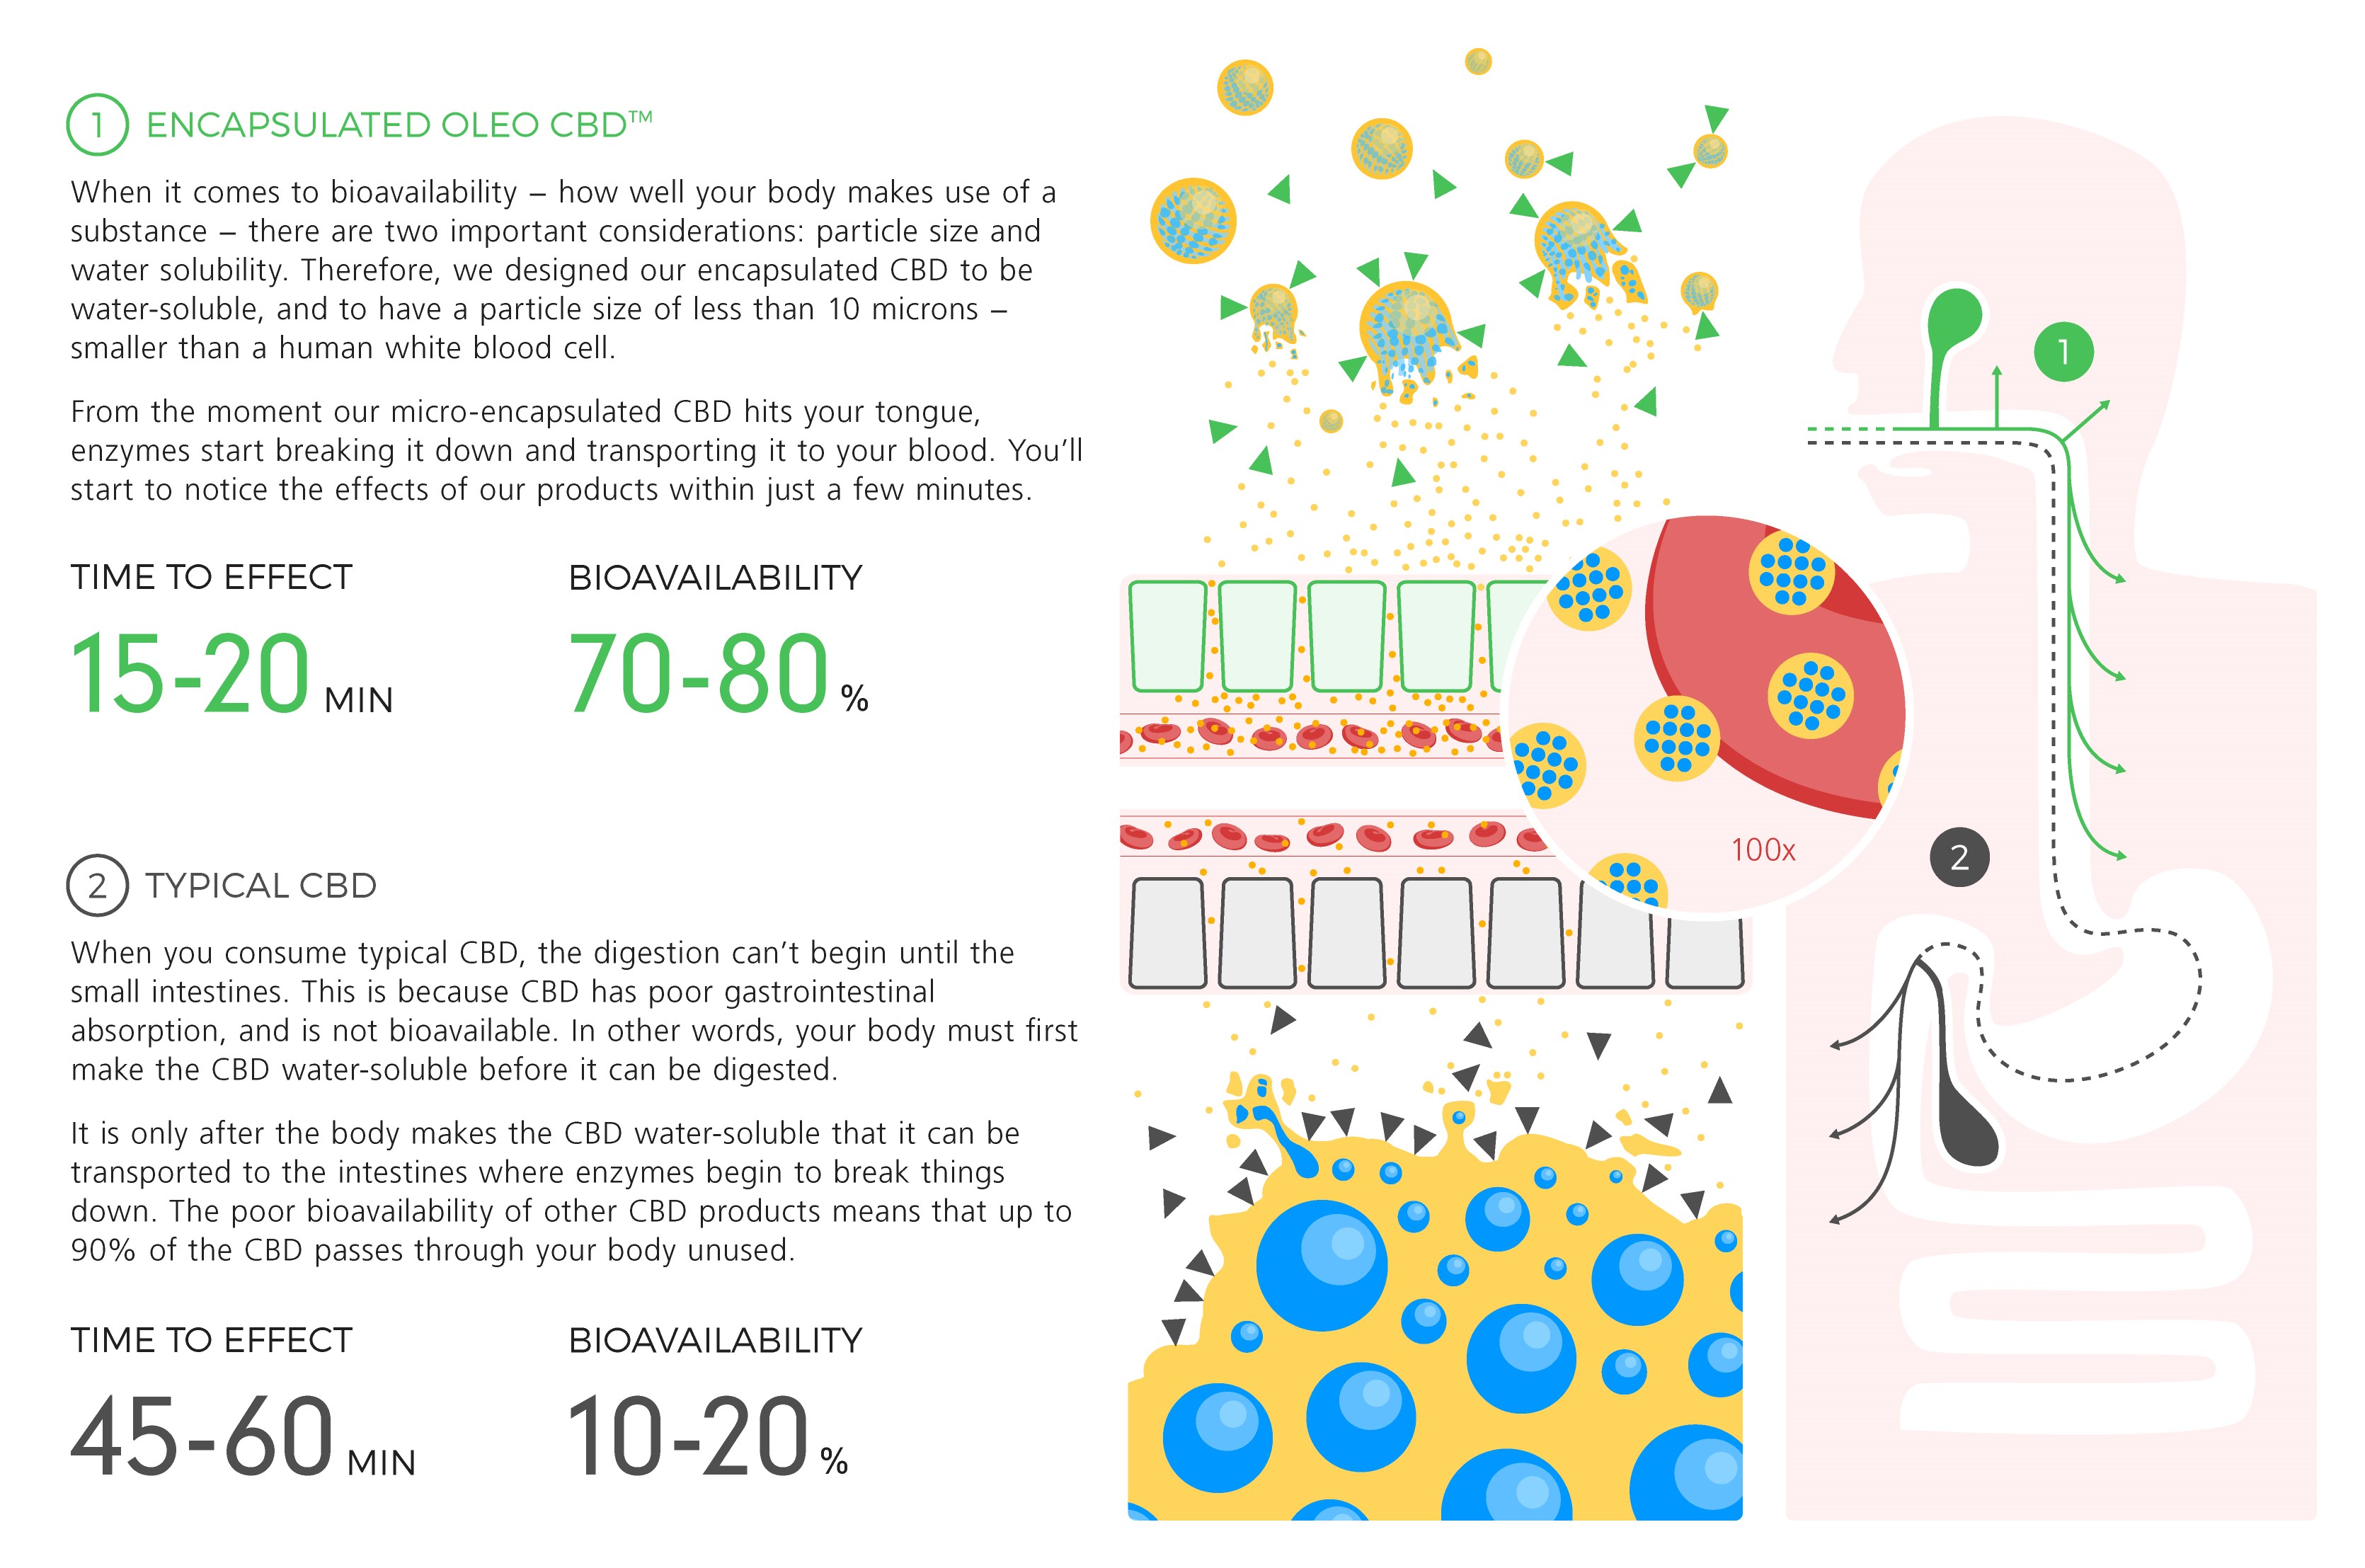 1 ENCAPSULATED OLEO CBD™
When it comes to bioavailability – how well your body makes use of a
substance – there are two important considerations: particle size and
water solubility. Therefore, we designed our encapsulated CBD to be
water-soluble, and to have a particle size of less than 10 microns –
smaller than a human white blood cell.
From the moment our micro-encapsulated CBD hits your tongue,
enzymes start breaking it down and transporting it to your blood. You’ll
start to notice the effects of our products within just a few minutes.
TIME TO EFFECT
15-20 MIN
BIOAVAILABILITY
70-80 %
2 TYPICAL CBD
When you consume typical CBD, the digestion can’t begin until the
small intestines. This is because CBD has poor gastrointestinal
absorption, and is not bioavailable. In other words, your body must first
make the CBD water-soluble before it can be digested.
It is only after the body makes the CBD water-soluble that it can be
transported to the intestines where enzymes begin to break things
down. The poor bioavailability of other CBD products means that up to
90% of the CBD passes through your body unused.
TIME TO EFFECT
45-60 MIN
BIOAVAILABILITY
10-20 %
100x
1
2